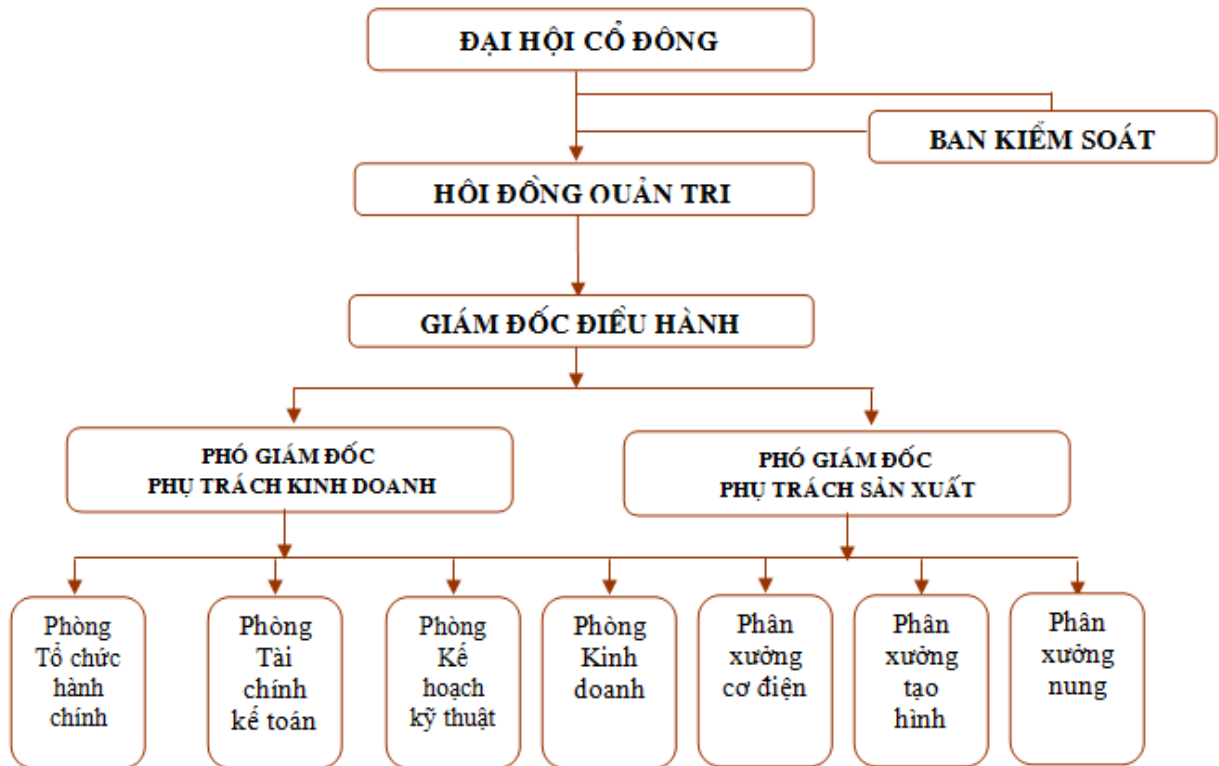 ĐẠI HỘI CỔ ĐÔNG
BAN KIỂM SOÁT
HÔI ĐỒNG QUẢN TRI
GIÁM ĐỐC ĐIỀU HÀNH
PHÓ GIÁM ĐỐC
PHỤ TRÁCH KINH DOANH
PHÓ GIÁM ĐỐC
PHỤ TRÁCH SẢN XUẤT
Phòng
Tổ chức
hành
chính
Phòng
Tài
chính
kế toán
Phòng
Kế
hoạch
kỹ thuật
Phòng
Kinh
doanh
Phân
xưởng
cơ điện
Phân
xưởng
tạo
hình
Phân
xưởng
nung